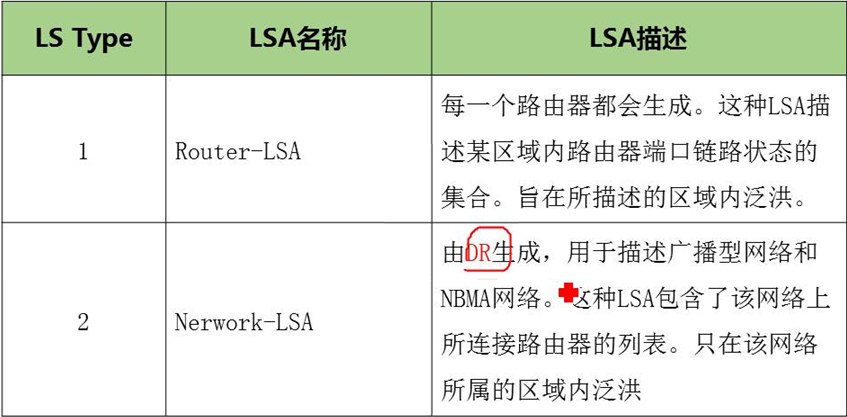 LS Type
LSA名称
LSA描述
1
Router-LSA
每一个路由器都会生成。这种LSA描
述某区域内路由器端口链路状态的
集合。旨在所描述的区域内泛洪。
2
Nerwork-LSA
由DR生成，用于描述广播型网络和
NBMA网络。这种LSA包含了该网络上
所连接路由器的列表。只在该网络
所属的区域内泛洪